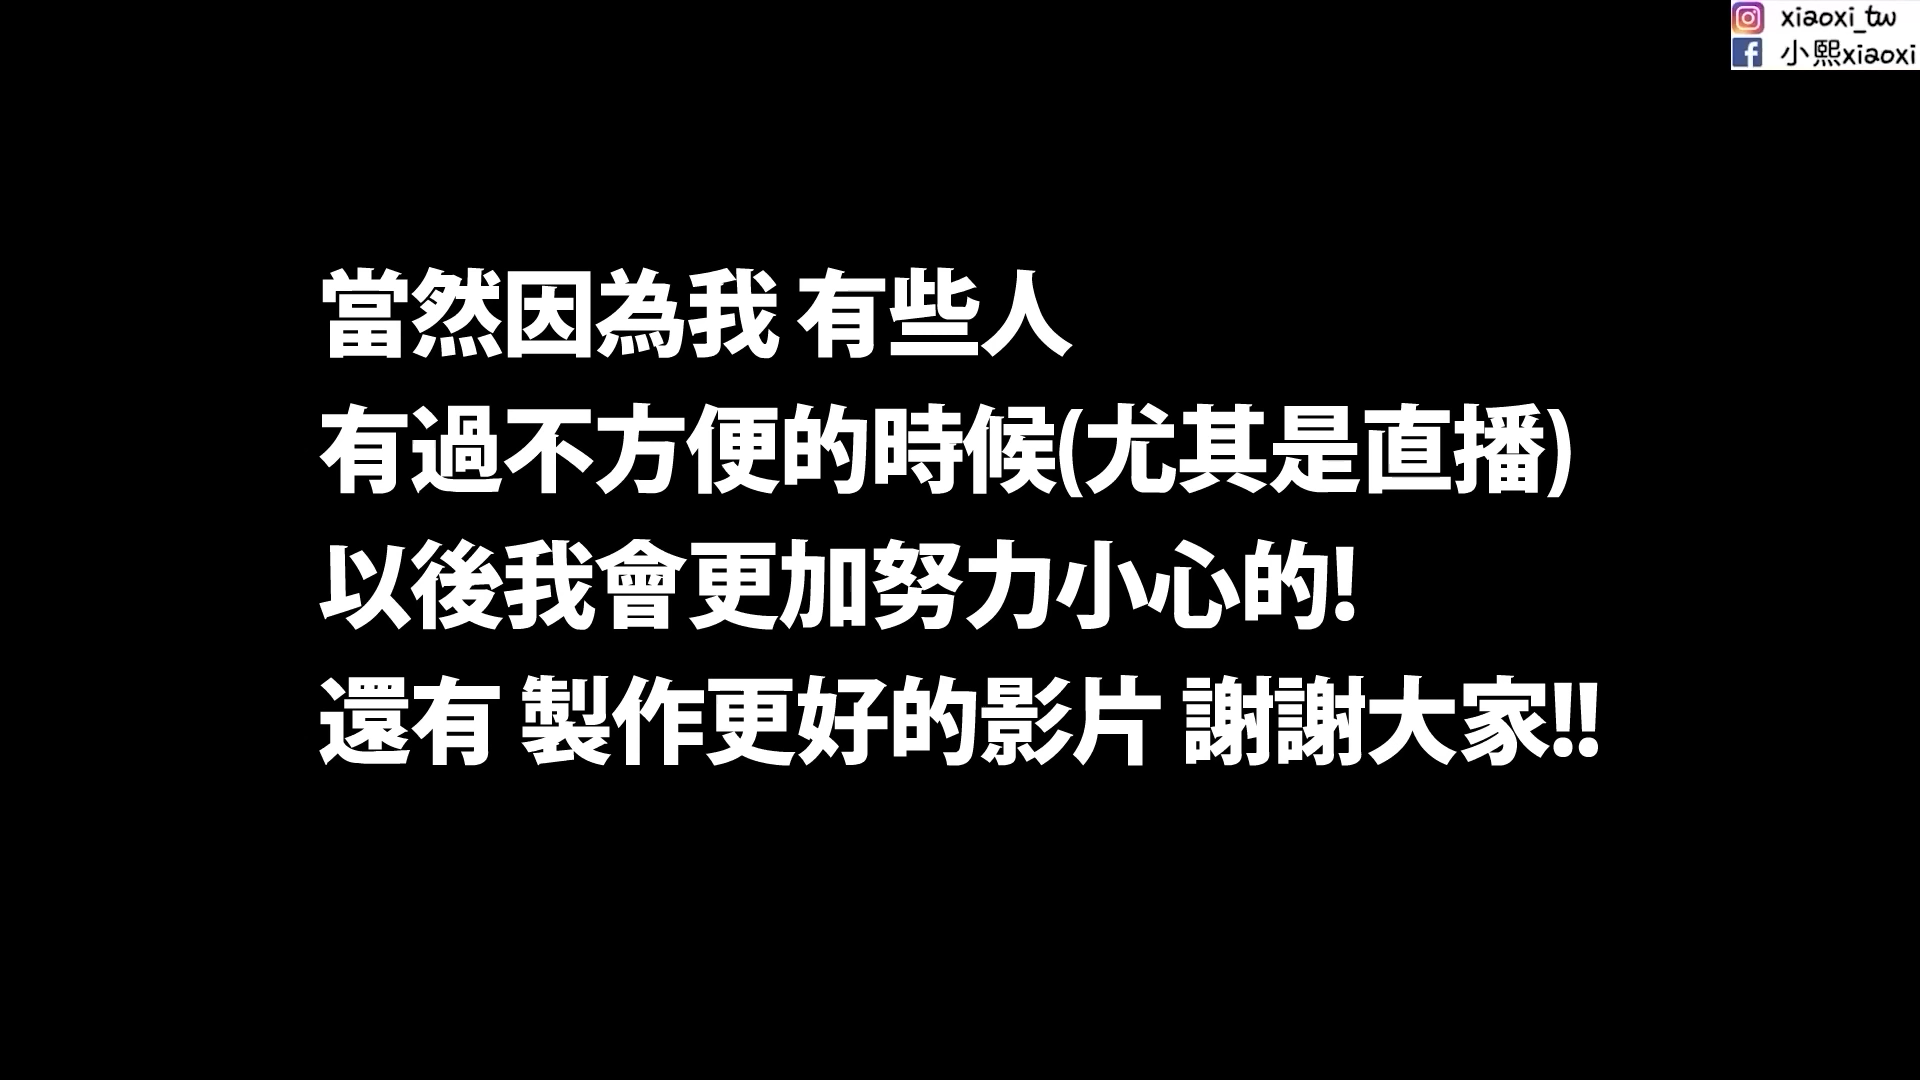 xiaoxi_tw
小熙xiaoxi
當然因為我 有些人
有過不方便的時候(尤其是直播)
以後我會更加努力小心的!
還有 製作更好的影片 謝謝大家!!